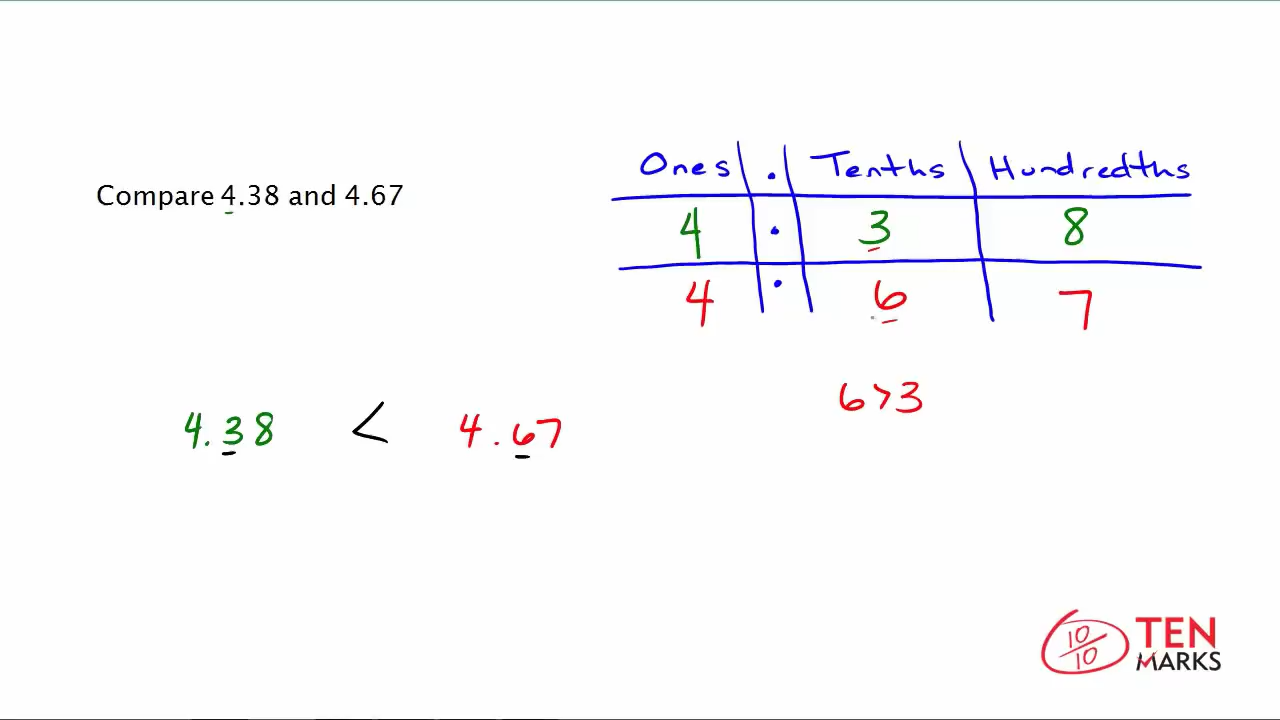 Compare 4.38 and 4.67
Ones . Tenths Hundredths
4 . 3 8
4 . 6 7
6>3
4.38 < 4.67
10/10 TEN
MARKS